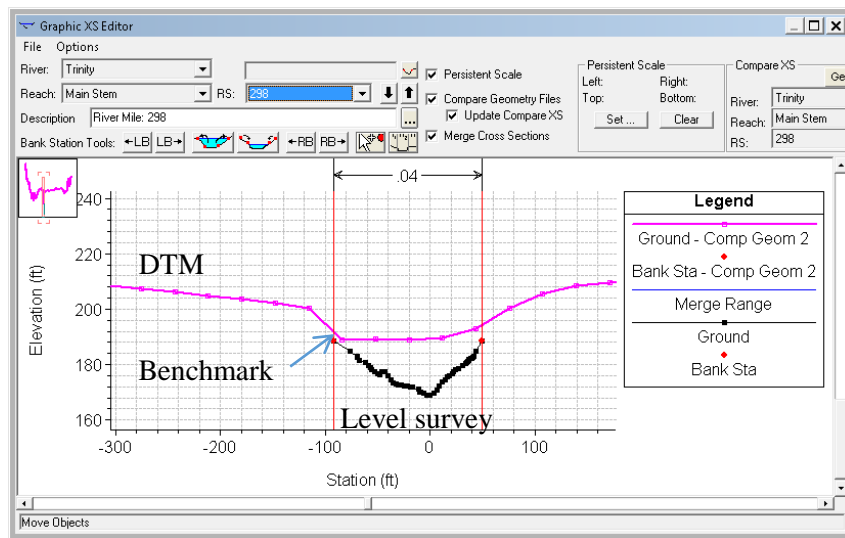 Graphic XS Editor
File Options
River: Trinity
Reach: Main Stem RS: 298
Description River Mile: 298 ...
Bank Station Tools: ←LB LB→ ←RB RB→
Persistent Scale
Compare Geometry Files
Update Compare XS
Merge Cross Sections
Persistent Scale
Left: Right:
Top: Bottom:
Set ... Clear
Compare XS
Ge
River: Trinity
Reach: Main Stem
RS: 298
.04
240
220
200
180
160
Elevation (ft)
DTM
Benchmark
Level survey
-300 -200 -100 0 100
Station (ft)
Legend
Ground - Comp Geom 2
Bank Sta - Comp Geom 2
Merge Range
Ground
Bank Sta
Move Objects